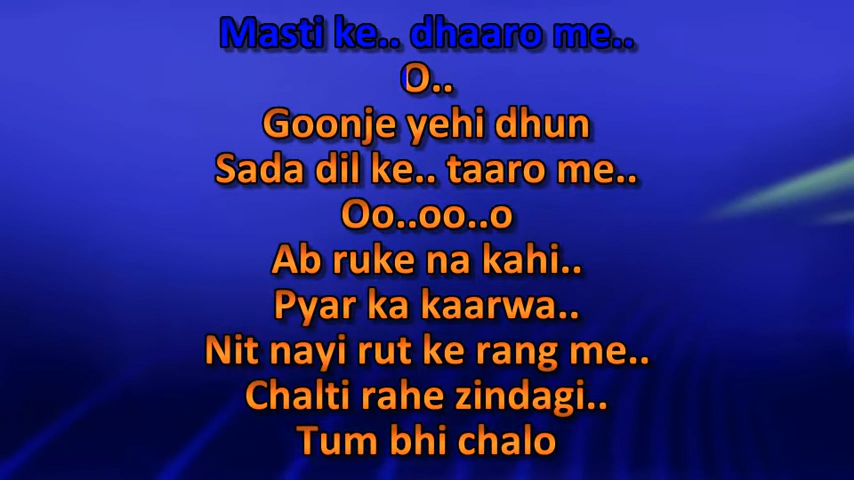 Masti ke.. dhaaro me..
O..
Goonje yehi dhun
Sada dil ke.. taaro me..
Oo..oo..o
Ab ruke na kahi..
Pyar ka kaarwa..
Nit nayi rut ke rang me..
Chalti rahe zindagi..
Tum bhi chalo